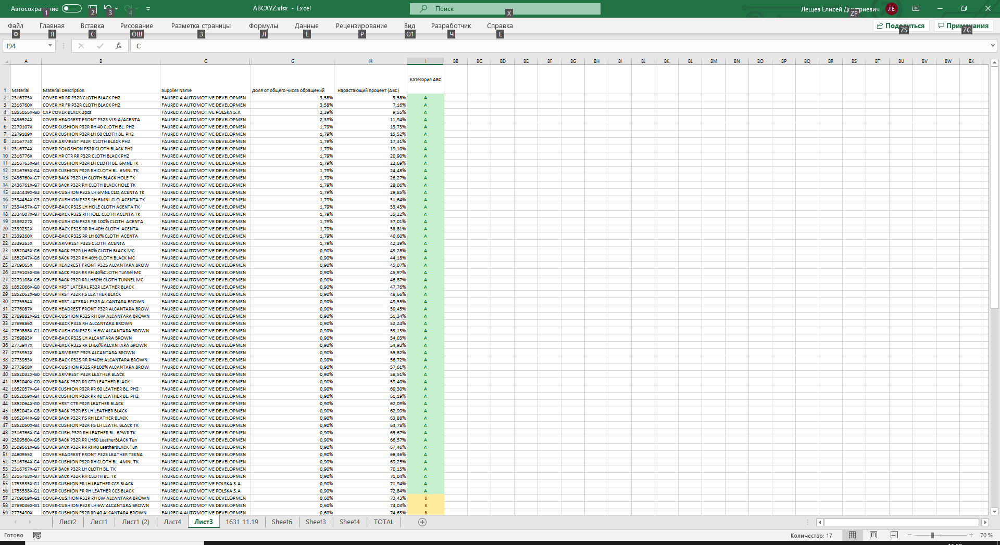 Автосохранение
1 2 3 4
ABCXYZ.xlsx - Excel
Поиск
X
Лещев Елисей Дмитриевич
ZP
ЛЕ
Файл Главная Вставка Рисование Разметка страницы Формулы Данные Рецензирование Вид Разработчик Справка Поделиться Примечания
Ф Я С ОШ З Л Ё Р О1 Ч Е ZS ZC
I94 fx C
A B C G H I BB BC BD BE BF BG BH BI BJ BK BL BM BN BO BP BQ BR BS BT BU BV BW BX
1 Material Material Description Supplier Name Доля от общего числа обращений Нарастающий процент (ABC) Категория ABC
2 2316775X COVER HR RR P32R CLOTH BLACK PH2 FAURECIA AUTOMOTIVE DEVELOPMEN 3,58% 3,58% A
3 2316760X COVER HR FR P32R CLOTH BLACK PH2 FAURECIA AUTOMOTIVE DEVELOPMEN 3,58% 7,16% A
4 1855055X-G0 CAP COVER BLACK 3pcs FAURECIA AUTOMOTIVE POLSKA S.A 2,39% 9,55% A
5 2436524X COVER HEADREST FRONT P32S VISIA/ACENTA FAURECIA AUTOMOTIVE DEVELOPMEN 2,39% 11,94% A
6 2279107X COVER CUSHION P32R RH 40 CLOTH BL. PH2 FAURECIA AUTOMOTIVE DEVELOPMEN 1,79% 13,73% A
7 2279109X COVER CUSHION P32R LH 60 CLOTH BL. PH2 FAURECIA AUTOMOTIVE DEVELOPMEN 1,79% 15,52% A
8 2316773X COVER ARMREST P32R CLOTH BLACK PH2 FAURECIA AUTOMOTIVE DEVELOPMEN 1,79% 17,31% A
9 2316774X COVER POLOSHON P32R CLOTH BLACK PH2 FAURECIA AUTOMOTIVE DEVELOPMEN 1,79% 19,10% A
10 2316776X COVER HR CTR RR P32R CLOTH BLACK PH2 FAURECIA AUTOMOTIVE DEVELOPMEN 1,79% 20,90% A
11 2316763X-G4 COVER CUSHION P32R LH CLOTH BL. 6MNL TK FAURECIA AUTOMOTIVE DEVELOPMEN 1,79% 22,69% A
12 2316765X-G4 COVER CUSHION P32R RH CLOTH BL. 6MNL TK FAURECIA AUTOMOTIVE DEVELOPMEN 1,79% 24,48% A
13 2436760X-G7 COVER BACK P32R LH CLOTH BLACK HOLE TK FAURECIA AUTOMOTIVE DEVELOPMEN 1,79% 26,27% A
14 2436761X-G7 COVER BACK P32R RH CLOTH BLACK HOLE TK FAURECIA AUTOMOTIVE DEVELOPMEN 1,79% 28,06% A
15 2334449X-G3 COVER-CUSHION P32S LH 6MNL CLO.ACENTA TK FAURECIA AUTOMOTIVE DEVELOPMEN 1,79% 29,85% A
16 2334454X-G3 COVER-CUSHION P32S RH 6MNL CLO.ACENTA TK FAURECIA AUTOMOTIVE DEVELOPMEN 1,79% 31,64% A
17 2334457X-G7 COVER-BACK P32S LH HOLE CLOTH ACENTA TK FAURECIA AUTOMOTIVE DEVELOPMEN 1,79% 33,43% A
18 2334607X-G7 COVER-BACK P32S RH HOLE CLOTH ACENTA TK FAURECIA AUTOMOTIVE DEVELOPMEN 1,79% 35,22% A
19 2339227X COVER-CUSHION P32S RR 100% CLOTH ACENTA FAURECIA AUTOMOTIVE DEVELOPMEN 1,79% 37,01% A
20 2339232X COVER-BACK P32S RR RH 40% CLOTH ACENTA FAURECIA AUTOMOTIVE DEVELOPMEN 1,79% 38,81% A
21 2339260X COVER-BACK P32S RR LH 60% CLOTH ACENTA FAURECIA AUTOMOTIVE DEVELOPMEN 1,79% 40,60% A
22 2339263X COVER ARMREST P32S CLOTH ACENTA FAURECIA AUTOMOTIVE DEVELOPMEN 1,79% 42,39% A
23 1852045X-G6 COVER BACK P32R LH 60% CLOTH BLACK MC FAURECIA AUTOMOTIVE DEVELOPMEN 0,90% 43,28% A
24 1852047X-G6 COVER BACK P32R RH 40% CLOTH BLACK MC FAURECIA AUTOMOTIVE DEVELOPMEN 0,90% 44,18% A
25 2769065X COVER HEADREST FRONT P32S ALCANTARA BROW FAURECIA AUTOMOTIVE DEVELOPMEN 0,90% 45,07% A
26 2279105X-G6 COVER BACK P32R RR RH 40%CLOTH Tunnel MC FAURECIA AUTOMOTIVE DEVELOPMEN 0,90% 45,97% A
27 2279108X-G6 COVER BACK P32R RR LH60% CLOTH TUNNEL MC FAURECIA AUTOMOTIVE DEVELOPMEN 0,90% 46,87% A
28 1852066X-G0 COVER HRST LATERAL P32R LEATHER BLACK FAURECIA AUTOMOTIVE DEVELOPMEN 0,90% 47,76% A
29 1852062X-G0 COVER HRST P32R FS LEATHER BLACK FAURECIA AUTOMOTIVE DEVELOPMEN 0,90% 48,66% A
30 2775554X COVER HRST LATERAL P32R ALCANTARA BROWN FAURECIA AUTOMOTIVE DEVELOPMEN 0,90% 49,55% A
31 2776087X COVER HEADREST FRONT P32R ALCANTARA BROW FAURECIA AUTOMOTIVE DEVELOPMEN 0,90% 50,45% A
32 2769882X-G1 COVER-CUSHION P32S RH 6W ALCANTARA BROWN FAURECIA AUTOMOTIVE DEVELOPMEN 0,90% 51,34% A
33 2769886X COVER-BACK P32S RH ALCANTARA BROWN FAURECIA AUTOMOTIVE DEVELOPMEN 0,90% 52,24% A
34 2769888X-G1 COVER-CUSHION P32S LH 6W ALCANTARA BROWN FAURECIA AUTOMOTIVE DEVELOPMEN 0,90% 53,13% A
35 2769893X COVER-BACK P32S LH ALCANTARA BROWN FAURECIA AUTOMOTIVE DEVELOPMEN 0,90% 54,03% A
36 2773947X COVER-BACK P32S RR LH60% ALCANTARA BROWN FAURECIA AUTOMOTIVE DEVELOPMEN 0,90% 54,93% A
37 2773952X COVER ARMREST P32S ALCANTARA BROWN FAURECIA AUTOMOTIVE DEVELOPMEN 0,90% 55,82% A
38 2773953X COVER-BACK P32S RR RH40% ALCANTARA BROWN FAURECIA AUTOMOTIVE DEVELOPMEN 0,90% 56,72% A
39 2773958X COVER-CUSHION P32S RR100% ALCANTARA BROW FAURECIA AUTOMOTIVE DEVELOPMEN 0,90% 57,61% A
40 1852032X-G0 COVER ARMREST P32R LEATHER BLACK FAURECIA AUTOMOTIVE DEVELOPMEN 0,90% 58,51% A
41 1852040X-G0 COVER BACK P32R RR CTR LEATHER BLACK FAURECIA AUTOMOTIVE DEVELOPMEN 0,90% 59,40% A
42 1852057X-G4 COVER CUSHION P32R RR 60 LEATHER BL. PH2 FAURECIA AUTOMOTIVE DEVELOPMEN 0,90% 60,30% A
43 1852059X-G4 COVER CUSHION P32R RR 40 LEATHER BL. PH2 FAURECIA AUTOMOTIVE DEVELOPMEN 0,90% 61,19% A
44 1852064X-G0 COVER HRST CTR P32R LEATHER BLACK FAURECIA AUTOMOTIVE DEVELOPMEN 0,90% 62,09% A
45 1852042X-G8 COVER BACK P32R FS LH LEATHER BLACK FAURECIA AUTOMOTIVE DEVELOPMEN 0,90% 62,99% A
46 1852044X-G8 COVER BACK P32R FS RH LEATHER BLACK FAURECIA AUTOMOTIVE DEVELOPMEN 0,90% 63,88% A
47 1852050X-G4 COVER CUSHION P32R FS LH LEATH. BLACK TK FAURECIA AUTOMOTIVE DEVELOPMEN 0,90% 64,78% A
48 2316766X-G4 COVER CUSH.P32R RH LEATHER BL. 6PWR TK FAURECIA AUTOMOTIVE DEVELOPMEN 0,90% 65,67% A
49 2509560X-G6 COVER BACK P32R RR LH60 LeatherBLACK Tun FAURECIA AUTOMOTIVE DEVELOPMEN 0,90% 66,57% A
50 2509561X-G6 COVER BACK P32R RR RH40 LeatherBLACK Tun FAURECIA AUTOMOTIVE DEVELOPMEN 0,90% 67,46% A
51 2480955X COVER HEADREST FRONT P32S LEATHER TEKNA FAURECIA AUTOMOTIVE DEVELOPMEN 0,90% 68,36% A
52 2316764X-G4 COVER CUSHION P32R RH CLOTH BL. 4MNL TK FAURECIA AUTOMOTIVE DEVELOPMEN 0,90% 69,25% A
53 2316767X-G7 COVER BACK P32R LH CLOTH BL. TK FAURECIA AUTOMOTIVE DEVELOPMEN 0,90% 70,15% A
54 2316768X-G7 COVER BACK P32R RH CLOTH BL. TK FAURECIA AUTOMOTIVE DEVELOPMEN 0,90% 71,04% A
55 1753535X-G1 COVER CUSHION FR LH LEATHER CCS BLACK FAURECIA AUTOMOTIVE POLSKA S.A 0,90% 71,94% A
56 1753538X-G1 COVER CUSHION FR RH LEATHER CCS BLACK FAURECIA AUTOMOTIVE POLSKA S.A 0,90% 72,84% A
57 2769019X-G1 COVER-CUSHION P32R RH 6W ALCANTARA BROWN FAURECIA AUTOMOTIVE DEVELOPMEN 0,60% 73,43% B
58 2769036X-G1 COVER-CUSHION P32R LH 6W ALCANTARA BROWN FAURECIA AUTOMOTIVE DEVELOPMEN 0,60% 74,03% B
59 2775490X COVER CUSHION P32R RR 40 ALCANTARA BROWN FAURECIA AUTOMOTIVE DEVELOPMEN 0,60% 74,63% B
Лист2 Лист1 Лист1 (2) Лист4 Лист3 1631 11.19 Sheet6 Sheet3 Sheet4 TOTAL
Готово Количество: 17 70 %